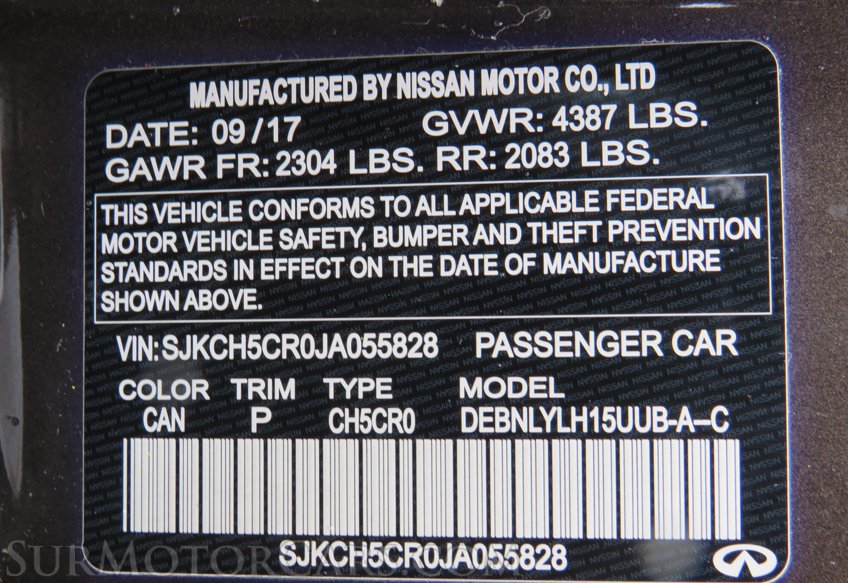 MANUFACTURED BY NISSAN MOTOR CO., LTD
DATE: 09/17 GVWR: 4387 LBS.
GAWR FR: 2304 LBS. RR: 2083 LBS.
THIS VEHICLE CONFORMS TO ALL APPLICABLE FEDERAL
MOTOR VEHICLE SAFETY, BUMPER AND THEFT PREVENTION
STANDARDS IN EFFECT ON THE DATE OF MANUFACTURE
SHOWN ABOVE.
VIN: SJKCH5CR0JA055828 PASSENGER CAR
COLOR TRIM TYPE MODEL
CAN P CH5CR0 DEBNLYLH15UUB-A--C
SJKCH5CR0JA055828
SURMOTORCARS.COM